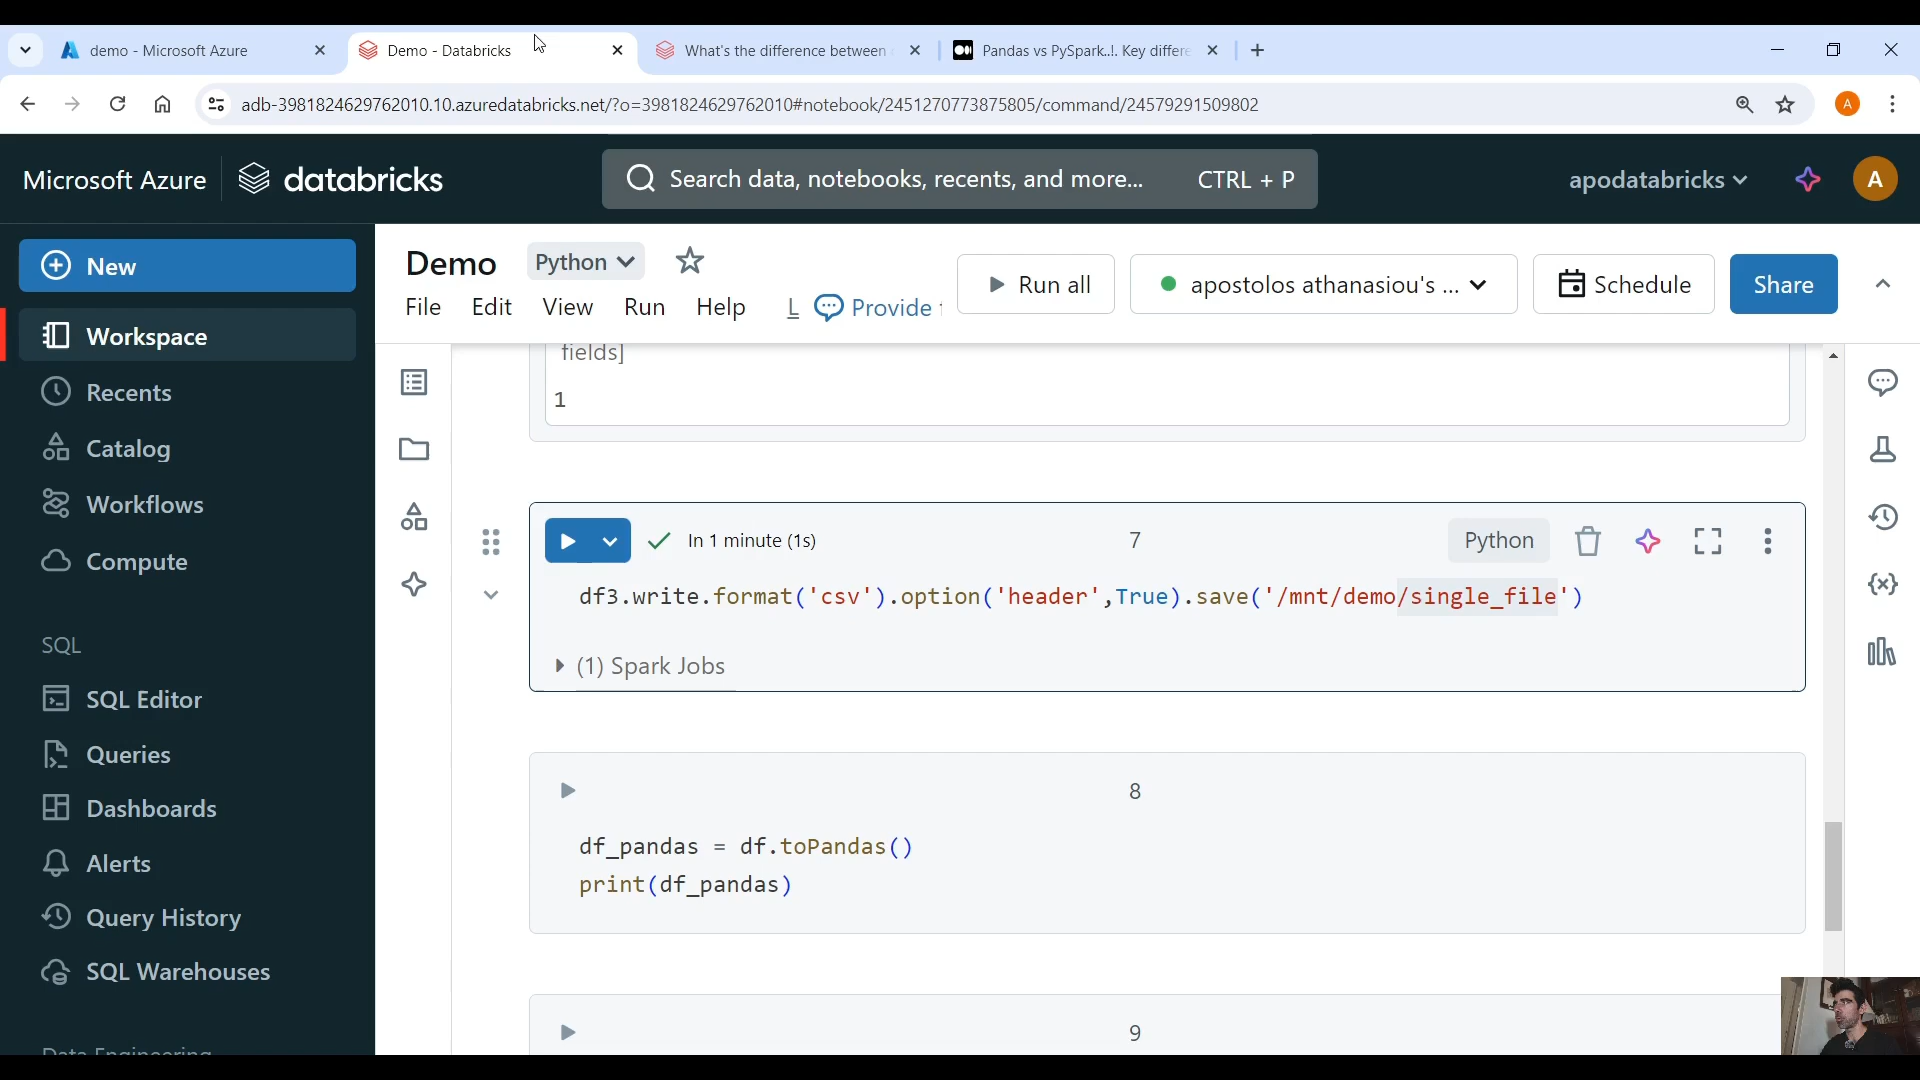 demo - Microsoft Azure
Demo - Databricks
What's the difference between
Pandas vs PySpark..!. Key differe
adb-3981824629762010.10.azuredatabricks.net/?o=3981824629762010#notebook/2451270773875805/command/24579291509802
A
Microsoft Azure
databricks
Search data, notebooks, recents, and more...
CTRL + P
apodatabricks
A
New
Workspace
Recents
Catalog
Workflows
Compute
SQL
SQL Editor
Queries
Dashboards
Alerts
Query History
SQL Warehouses
Data Engineering
Demo
Python
File
Edit
View
Run
Help
L
Provide f
Run all
apostolos athanasiou's ...
Schedule
Share
fields]
1
In 1 minute (1s)
7
Python
df3.write.format('csv').option('header',True).save('/mnt/demo/single_file')
(1) Spark Jobs
8
df_pandas = df.toPandas()
print(df_pandas)
9